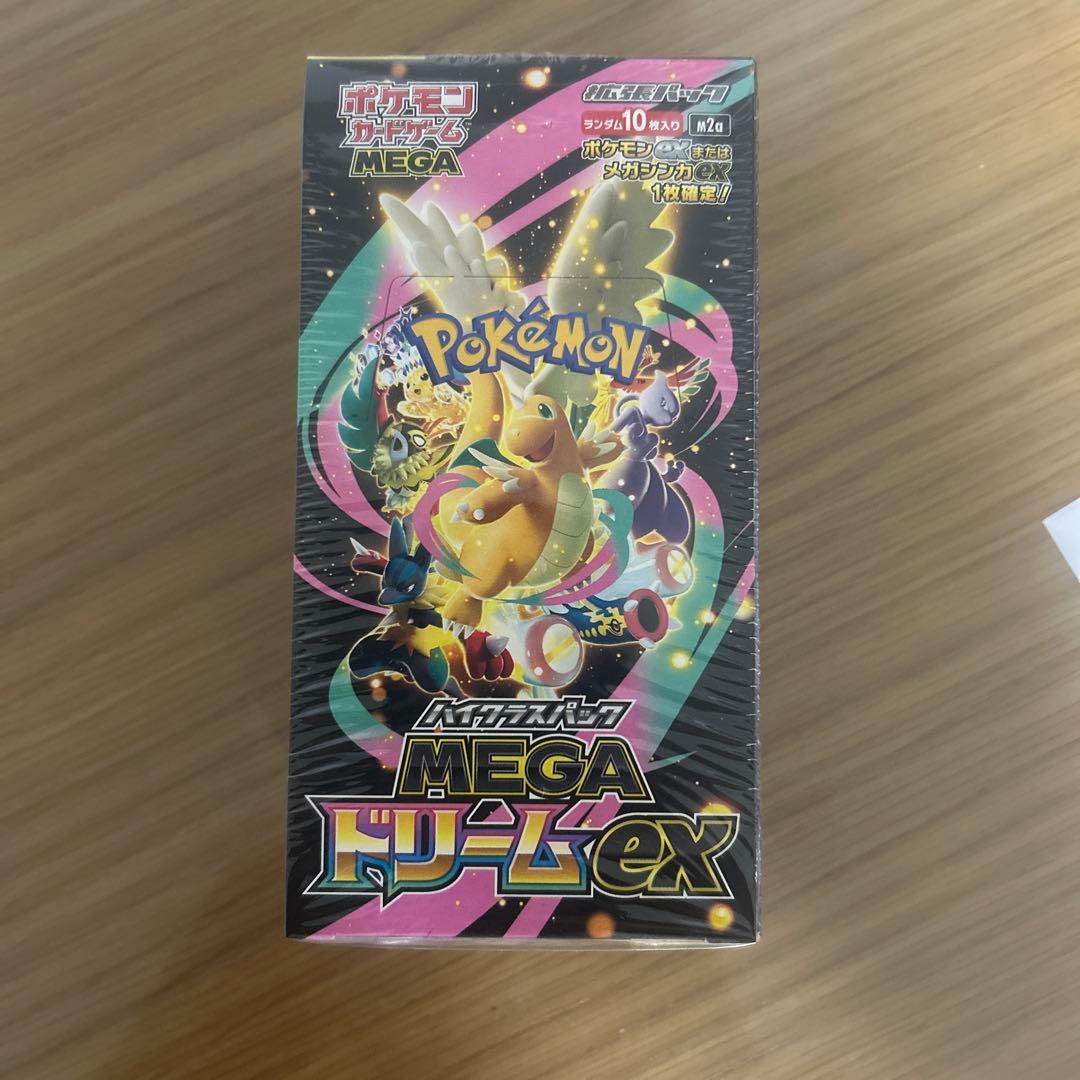 ポケモン
カードゲーム™
MEGA
拡張パック
ランダム10枚入り M2a
ポケモンexまたは
メガシンカex
1枚確定!
POKÉMON
™
ハイクラスパック
MEGA
ドリームex